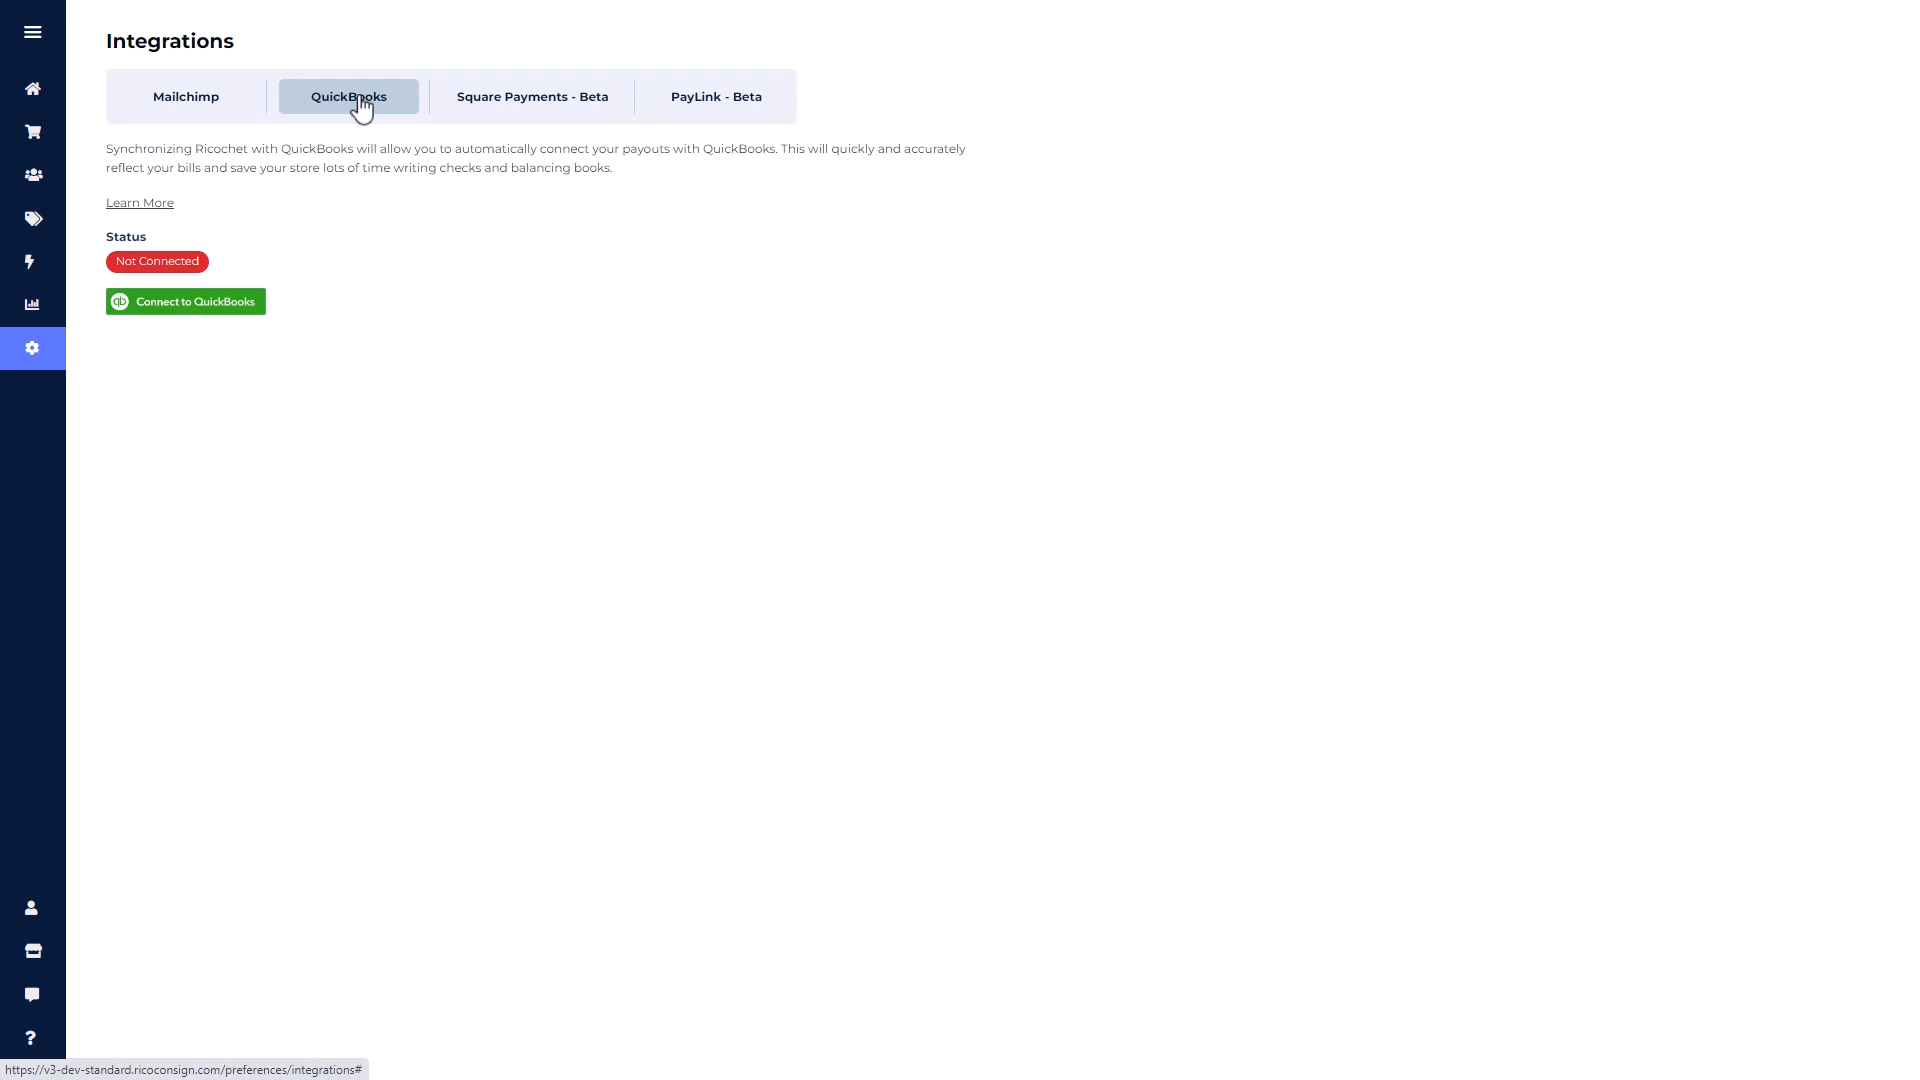 Integrations
Mailchimp
QuickBooks
Square Payments - Beta
PayLink - Beta
Synchronizing Ricochet with QuickBooks will allow you to automatically connect your payouts with QuickBooks. This will quickly and accurately
reflect your bills and save your store lots of time writing checks and balancing books.
Learn More
Status
Not Connected
qb Connect to QuickBooks
https://v3-dev-standard.ricoconsign.com/preferences/integrations#